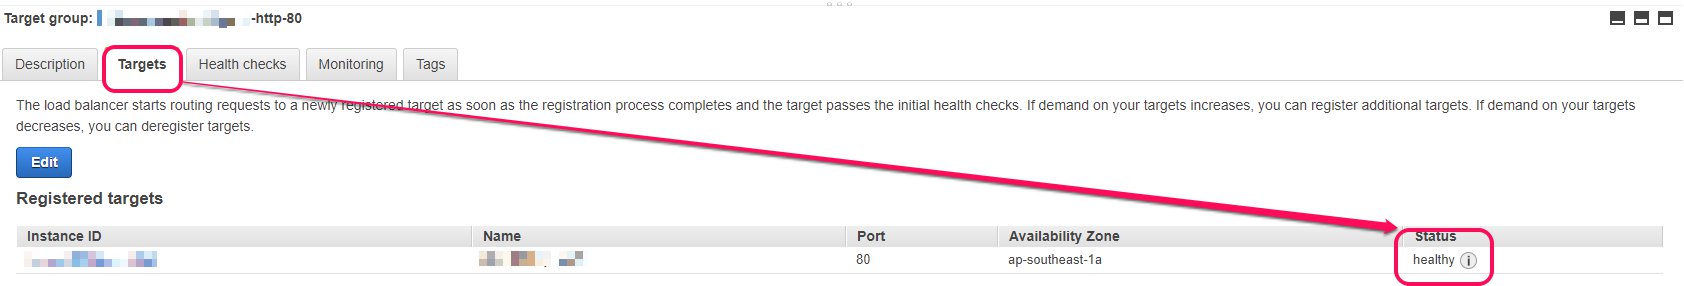 Target group: -http-80
Description Targets Health checks Monitoring Tags
The load balancer starts routing requests to a newly registered target as soon as the registration process completes and the target passes the initial health checks. If demand on your targets increases, you can register additional targets. If demand on your targets
decreases, you can deregister targets.
Edit
Registered targets
Instance ID Name Port Availability Zone Status
80 ap-southeast-1a healthy